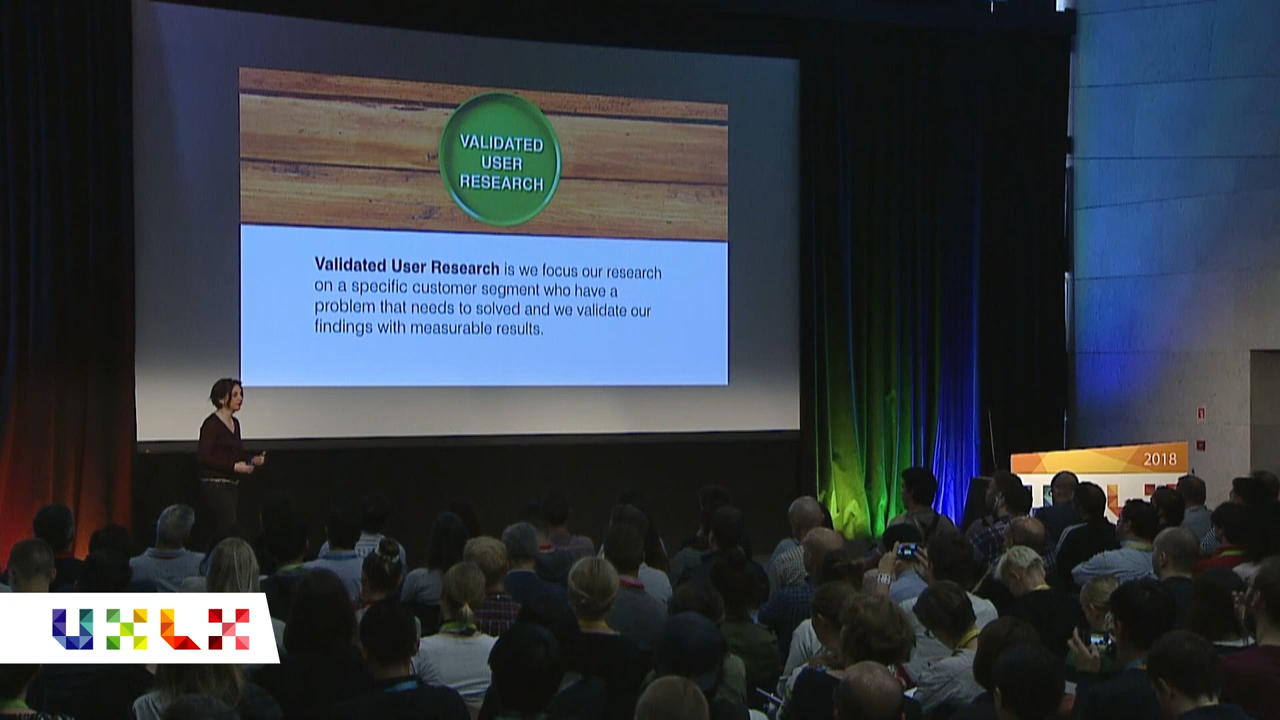 VALIDATED
USER
RESEARCH
Validated User Research is we focus our research
on a specific customer segment who have a
problem that needs to solved and we validate our
findings with measurable results.
2018
UXLX